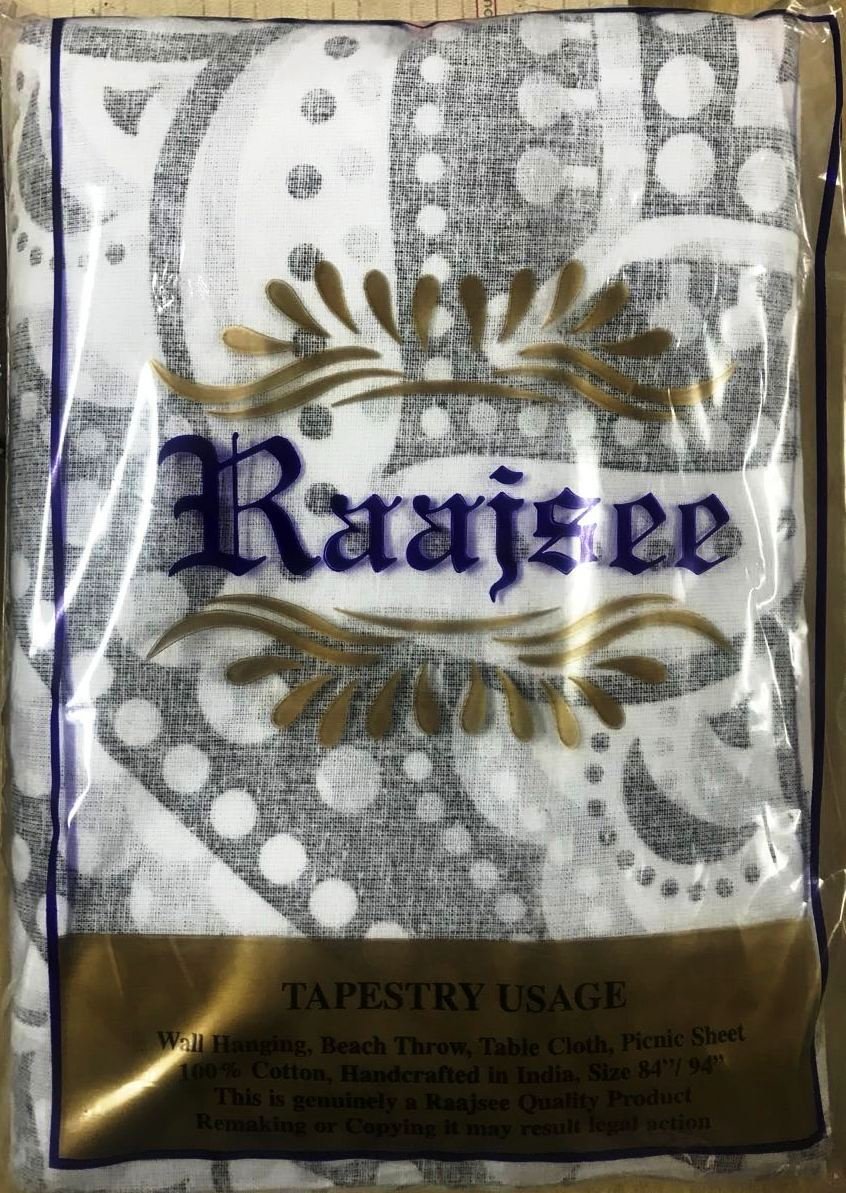 Raajsee
TAPESTRY USAGE
Wall Hanging, Beach Throw, Table Cloth, Picnic Sheet
100% Cotton, Handcrafted in India, Size 84”/ 94”
This is genuinely a Raajsee Quality Product
Remaking or Copying it may result legal action